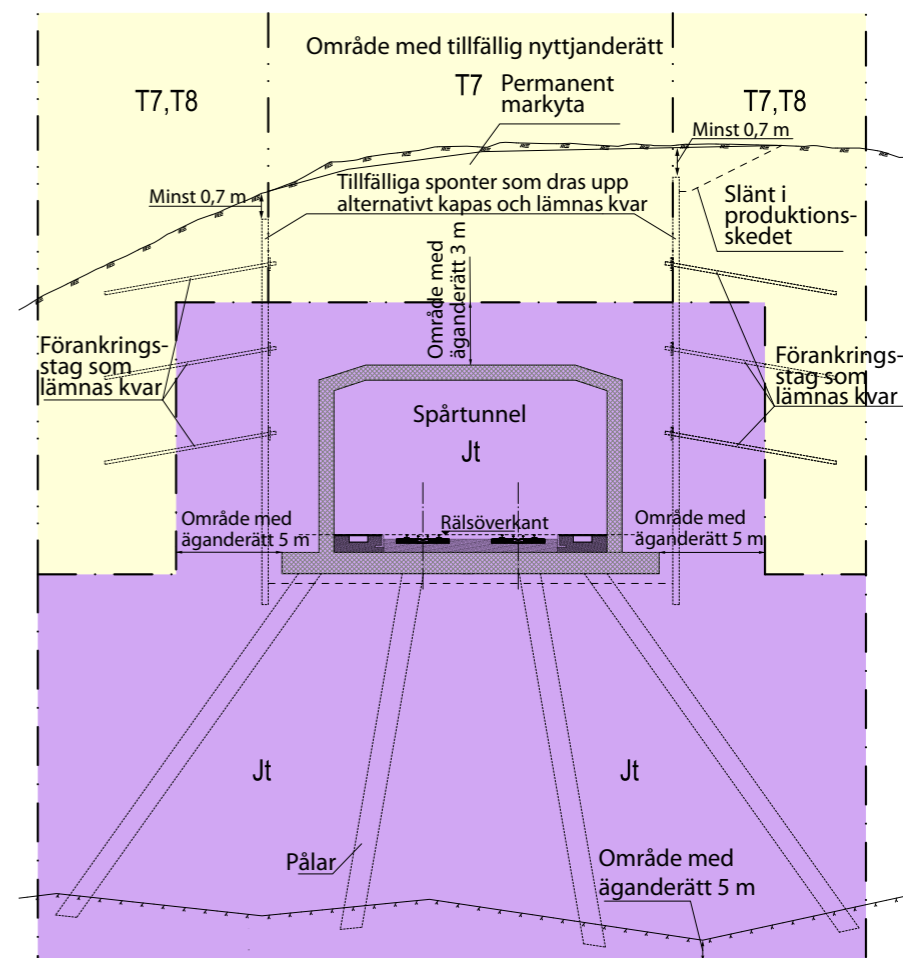 Område med tillfällig nyttjanderätt
T7
Permanent
markyta
T7,T8
T7,T8
Minst 0,7 m
Minst 0,7 m
Tillfälliga sponter som dras upp
alternativt kapas och lämnas kvar
Slänt i
produktions-
skedet
Område med
äganderätt 3 m
Förankrings-
stag som
lämnas kvar
Förankrings-
stag som
lämnas kvar
Spårtunnel
Jt
Område med
äganderätt 5 m
Rälsöverkant
Område med
äganderätt 5 m
Jt
Jt
Pålar
Område med
äganderätt 5 m